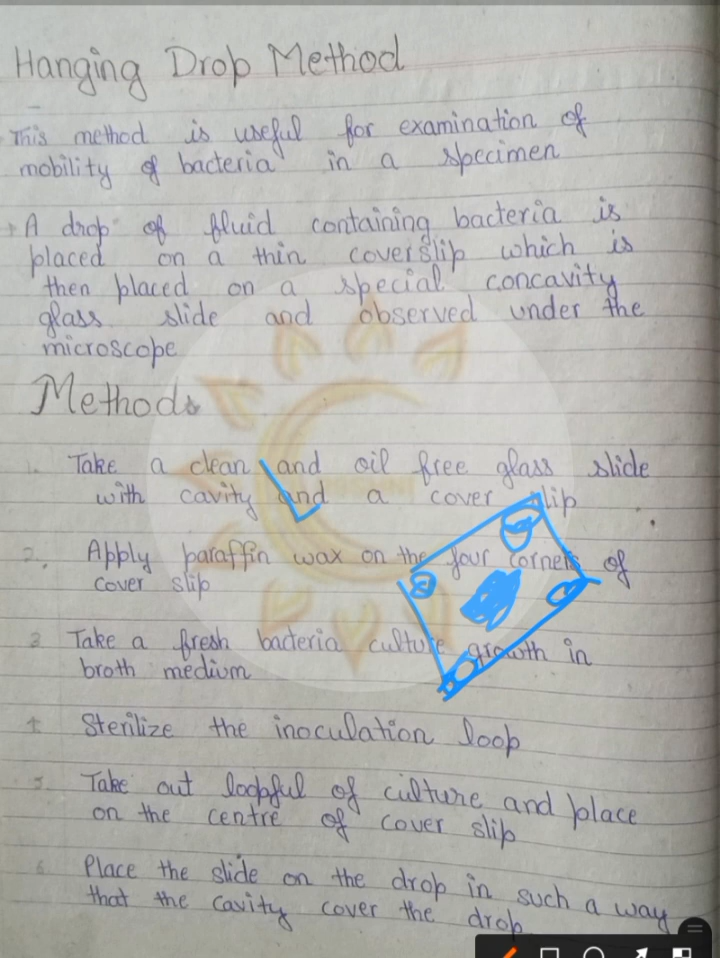 Hanging Drop Method
This method is useful for examination of
mobility of bacteria in a specimen
A drop of fluid containing bacteria is
placed on a thin coverslip which is
then placed on a special concavity
glass slide and observed under the
microscope
Methods
1. Take a clean and oil free glass slide
with cavity and a cover slip
2. Apply paraffin wax on the four corners of
cover slip
3 Take a fresh bacteria culture growth in
broth medium
4 Sterilize the inoculation loop
5 Take out loopful of culture and place
on the centre of cover slip
6 Place the slide on the drop in such a way
that the cavity cover the drop